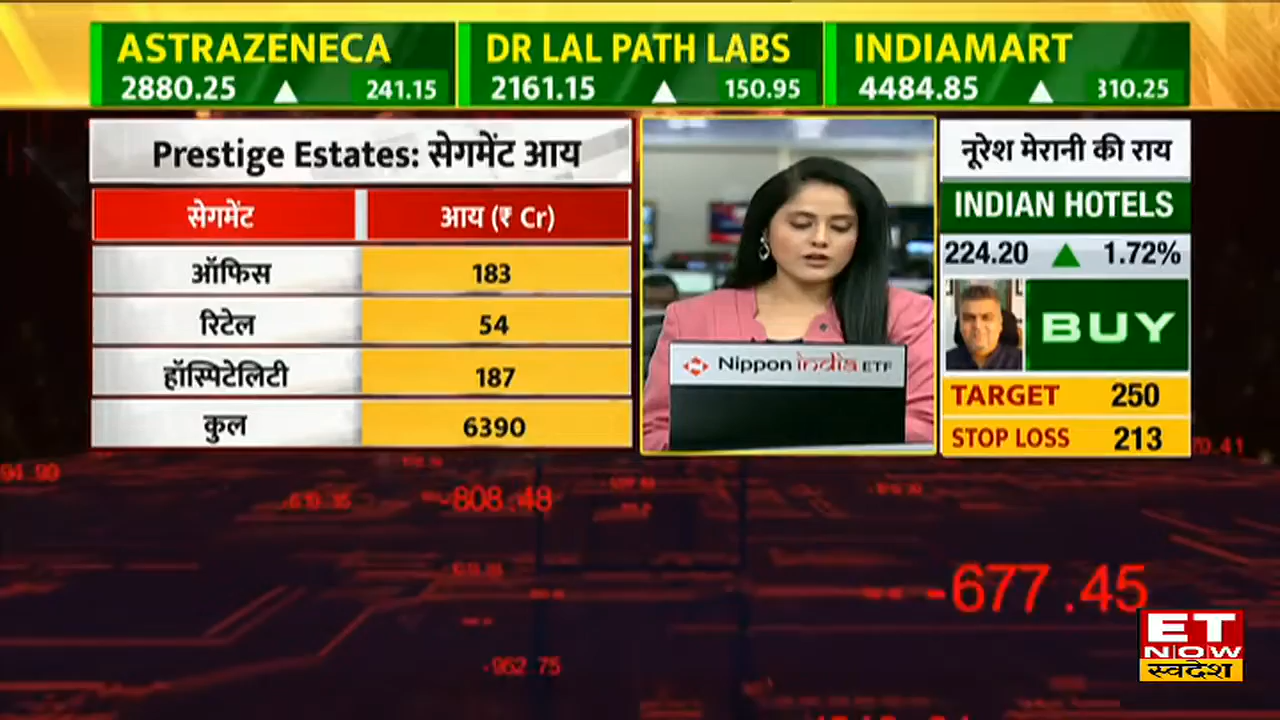 ASTRAZENECA
2880.25 ▲ 241.15
DR LAL PATH LABS
2161.15 ▲ 150.95
INDIAMART
4484.85 ▲ 310.25
Prestige Estates: सेगमेंट आय
सेगमेंट आय (₹ Cr)
ऑफिस 183
रिटेल 54
हॉस्पिटेलिटी 187
कुल 6390
Nippon india ETF
नूरेश मेरानी की राय
INDIAN HOTELS
224.20 ▲ 1.72%
BUY
TARGET 250
STOP LOSS 213
-808.48
-677.45
-962.75
ET
NOW
स्वदेश